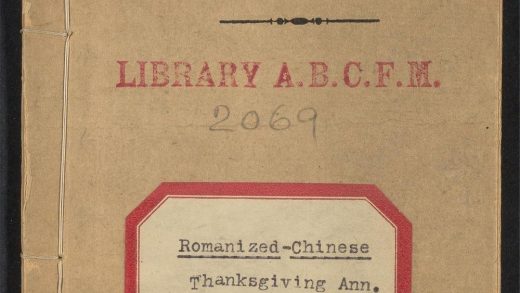 LIBRARY A.B.C.F.M.
2069
Romanized-Chinese
Thanksgiving Ann.